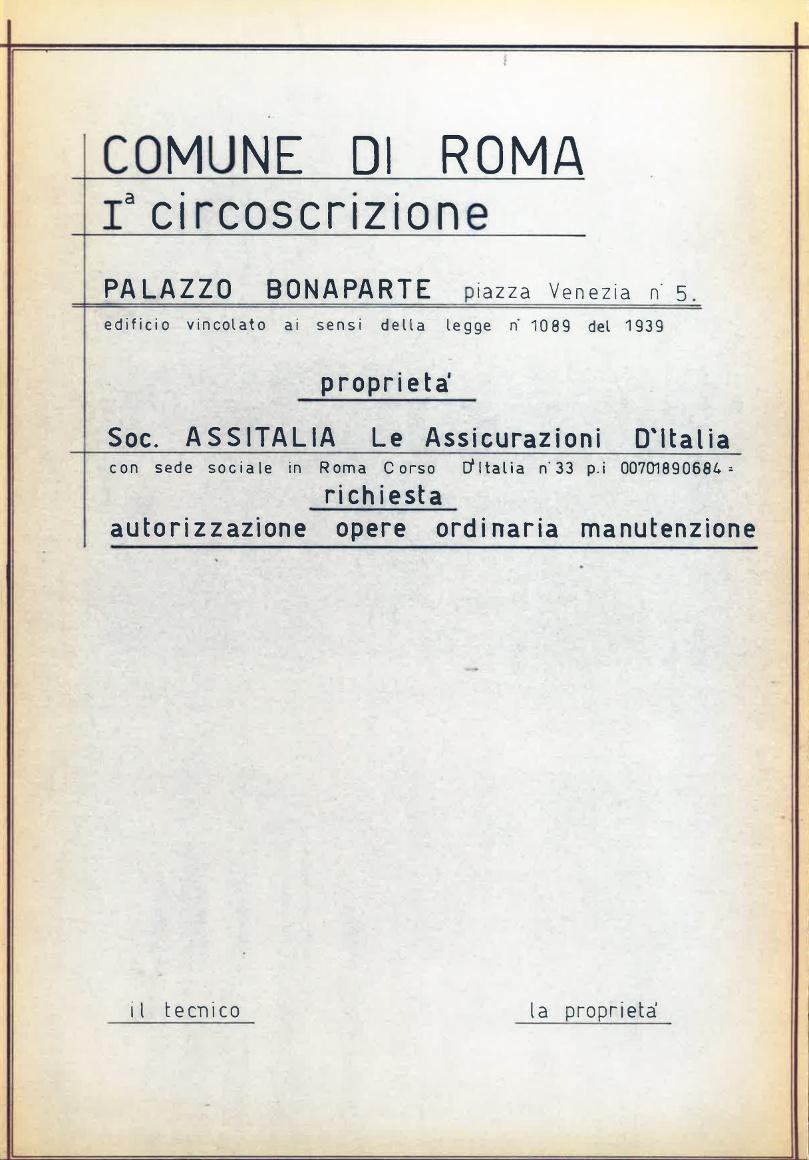 COMUNE DI ROMA
Iª circoscrizione
PALAZZO BONAPARTE piazza Venezia n° 5.
edificio vincolato ai sensi della legge n° 1089 del 1939
proprieta'
Soc. ASSITALIA Le Assicurazioni D'Italia
con sede sociale in Roma Corso D'Italia n° 33 p.i 00701890684=
richiesta
autorizzazione opere ordinaria manutenzione
il tecnico la proprieta'